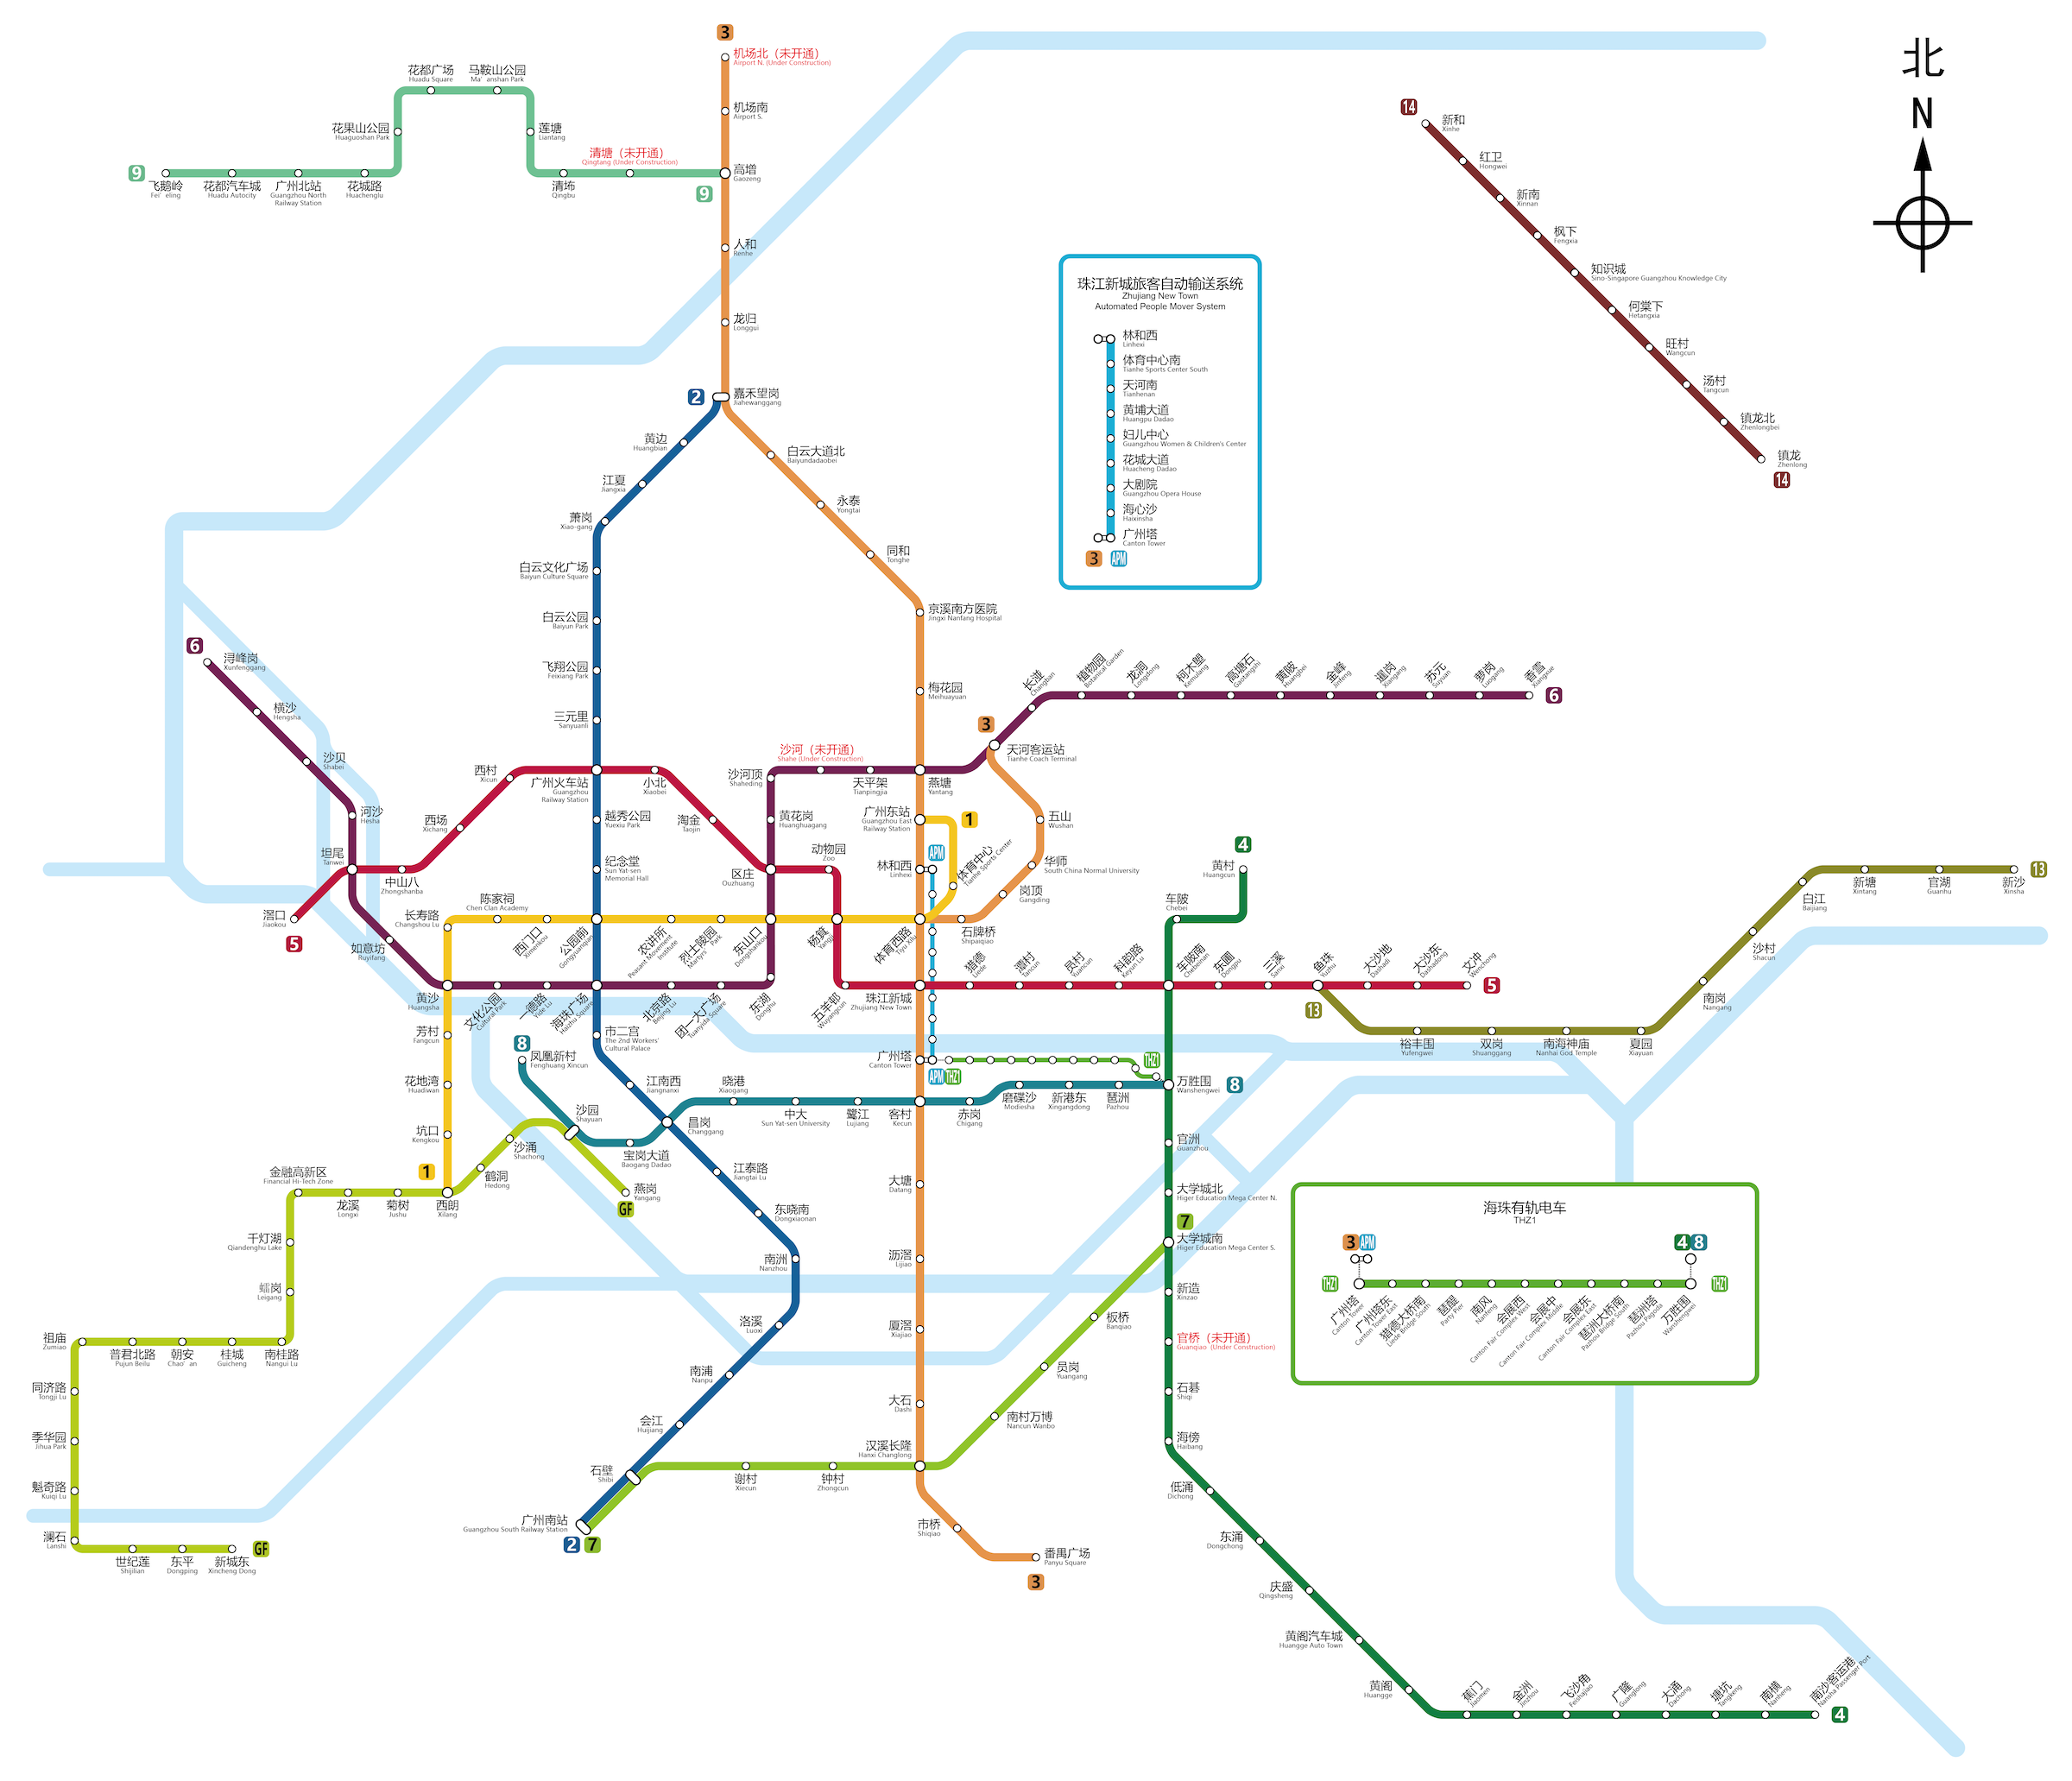 3
机场北（未开通）
Airport N. (Under Construction)
机场南
Airport S.
花都广场
Huadu Square
马鞍山公园
Ma' anshan Park
花果山公园
Huaguoshan Park
莲塘
Liantang
清塘（未开通）
Qingtang (Under Construction)
9
飞鹅岭
Fei' eling
花都汽车城
Huadu Autocity
广州北站
Guangzhou North
Railway Station
花城路
Huachenglu
清㘵
Qingbu
高增
Gaozeng
9
人和
Renhe
龙归
Longgui
2
嘉禾望岗
Jiahewanggang
北
N
14
新和
Xinhe
红卫
Hongwei
新南
Xinnan
枫下
Fengxia
知识城
Sino-Singapore Guangzhou Knowledge City
何棠下
Hetangxia
旺村
Wangcun
汤村
Tangcun
镇龙北
Zhenlongbei
镇龙
Zhenlong
14
珠江新城旅客自动输送系统
Zhujiang New Town
Automated People Mover System
林和西
Linhexi
体育中心南
Tianhe Sports Center South
天河南
Tianhenan
黄埔大道
Huangpu Dadao
妇儿中心
Guangzhou Women & Children's Center
花城大道
Huacheng Dadao
大剧院
Guangzhou Opera House
海心沙
Haixinsha
广州塔
Canton Tower
3
APM
黄边
Huangbian
江夏
Jiangxia
萧岗
Xiao-gang
白云文化广场
Baiyun Culture Square
白云公园
Baiyun Park
飞翔公园
Feixiang Park
三元里
Sanyuanli
白云大道北
Baiyundadaobei
永泰
Yongtai
同和
Tonghe
京溪南方医院
Jingxi Nanfang Hospital
梅花园
Meihuayuan
6
浔峰岗
Xunfenggang
横沙
Hengsha
沙贝
Shabei
河沙
Hesha
坦尾
Tanwei
如意坊
Ruyifang
长湴
Changban
植物园
Botanical Garden
龙洞
Longdong
柯木塱
Kemulang
高塘石
Gaotangshi
黄陂
Huangbei
金峰
Jinfeng
暹岗
Xiangang
苏元
Suyuan
萝岗
Luogang
香雪
Xiangxue
6
3
天河客运站
Tianhe Coach Terminal
沙河（未开通）
Shahe (Under Construction)
沙河顶
Shaheding
天平架
Tianpingjia
燕塘
Yantang
西村
Xicun
西场
Xichang
中山八
Zhongshanba
滘口
Jiaokou
5
广州火车站
Guangzhou
Railway Station
小北
Xiaobei
淘金
Taojin
黄花岗
Huanghuagang
区庄
Ouzhuang
动物园
Zoo
越秀公园
Yuexiu Park
纪念堂
Sun Yat-sen
Memorial Hall
广州东站
Guangzhou East
Railway Station
1
APM
林和西
Linhexi
体育中心
Tianhe Sports Center
五山
Wushan
华师
South China Normal University
岗顶
Gangding
石牌桥
Shipaiqiao
4
黄村
Huangcun
车陂
Chebei
13
新塘
Xintang
官湖
Guanhu
新沙
Xinsha
白江
Baijiang
沙村
Shacun
南岗
Nangang
夏园
Xiayuan
南海神庙
Nanhai God Temple
双岗
Shuanggang
裕丰围
Yufengwei
13
陈家祠
Chen Clan Academy
长寿路
Changshou Lu
西门口
Ximenkou
公园前
Gongyuanqian
农讲所
Peasant Movement
Institute
烈士陵园
Martyrs'
Park
东山口
Dongshankou
杨箕
Yangji
体育西路
Tiyu Xilu
猎德
Liede
潭村
Tancun
员村
Yuancun
科韵路
Keyun Lu
车陂南
Chebeinan
东圃
Dongpu
三溪
Sanxi
鱼珠
Yuzhu
大沙地
Dashadi
大沙东
Dashadong
文冲
Wenchong
5
黄沙
Huangsha
文化公园
Cultural Park
一德路
Yide Lu
海珠广场
Haizhu Square
北京路
Beijing Lu
团一大广场
Tuanyida Square
东湖
Donghu
五羊邨
Wuyangcun
珠江新城
Zhujiang New Town
芳村
Fangcun
花地湾
Huadiwan
坑口
Kengkou
1
西朗
Xilang
8
凤凰新村
Fenghuang Xincun
市二宫
The 2nd Workers'
Cultural Palace
江南西
Jiangnanxi
晓港
Xiaogang
中大
Sun Yat-sen University
鹭江
Lujiang
客村
Kecun
赤岗
Chigang
磨碟沙
Modiesha
新港东
Xingangdong
琶洲
Pazhou
万胜围
Wanshengwei
8
广州塔
Canton Tower
APM
THZ1
THZ1
沙园
Shayuan
宝岗大道
Baogang Dadao
昌岗
Changgang
沙涌
Shachong
鹤洞
Hedong
燕岗
Yangang
GF
江泰路
Jiangtai Lu
东晓南
Dongxiaonan
南洲
Nanzhou
洛溪
Luoxi
南浦
Nanpu
会江
Huijiang
石壁
Shibi
广州南站
Guangzhou South Railway Station
2
7
金融高新区
Financial Hi-Tech Zone
龙溪
Longxi
菊树
Jushu
千灯湖
Qiandenghu Lake
𧒽岗
Leigang
祖庙
Zumiao
普君北路
Pujun Beilu
朝安
Chao' an
桂城
Guicheng
南桂路
Nangui Lu
同济路
Tongji Lu
季华园
Jihua Park
魁奇路
Kuiqi Lu
澜石
Lanshi
世纪莲
Shijilian
东平
Dongping
新城东
Xincheng Dong
GF
大塘
Datang
沥滘
Lijiao
厦滘
Xiajiao
大石
Dashi
汉溪长隆
Hanxi Changlong
谢村
Xiecun
钟村
Zhongcun
南村万博
Nancun Wanbo
员岗
Yuangang
板桥
Banqiao
市桥
Shiqiao
番禺广场
Panyu Square
3
官洲
Guanzhou
大学城北
Higer Education Mega Center N.
7
大学城南
Higer Education Mega Center S.
新造
Xinzao
官桥（未开通）
Guanqiao (Under Construction)
石碁
Shiqi
海傍
Haibang
低涌
Dichong
东涌
Dongchong
庆盛
Qingsheng
黄阁汽车城
Huangge Auto Town
黄阁
Huangge
蕉门
Jiaomen
金洲
Jinzhou
飞沙角
Feishajiao
广隆
Guanglong
大涌
Dachong
塘坑
Tangkeng
南横
Nanheng
南沙客运港
Nansha Passenger Port
4
海珠有轨电车
THZ1
3
APM
4
8
THZ1
THZ1
广州塔
Canton Tower
广州塔东
Canton Tower East
猎德大桥南
Liede Bridge South
琶醍
Party Pier
南风
Nanfeng
会展西
Canton Fair Complex West
会展中
Canton Fair Complex Middle
会展东
Canton Fair Complex East
琶洲大桥南
Pazhou Bridge South
琶洲塔
Pazhou Pagoda
万胜围
Wanshengwei